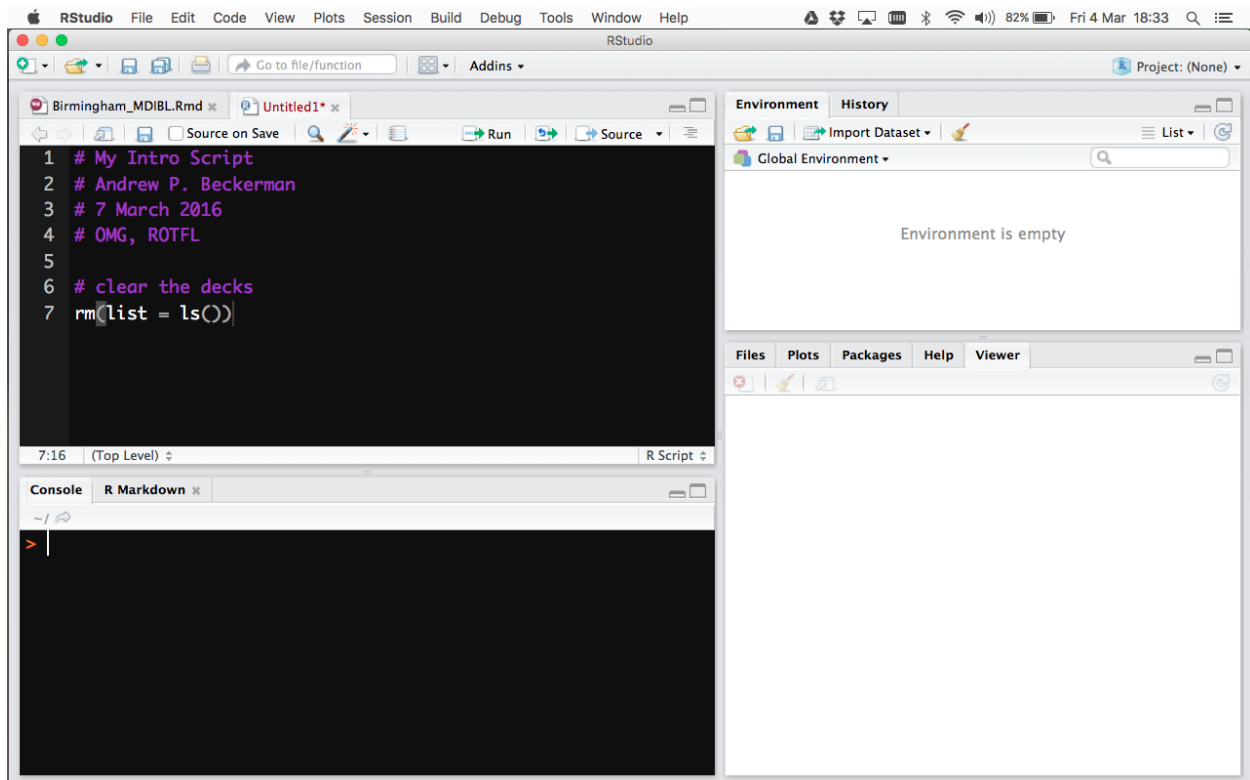 RStudio File Edit Code View Plots Session Build Debug Tools Window Help 82% Fri 4 Mar 18:33
RStudio
Go to file/function Addins Project: (None)
Birmingham_MDIBL.Rmd Untitled1*
Source on Save Run Source
1 # My Intro Script
2 # Andrew P. Beckerman
3 # 7 March 2016
4 # OMG, ROTFL
5
6 # clear the decks
7 rm(list = ls())
7:16 (Top Level) R Script
Console R Markdown
~/
>
Environment History
Import Dataset List
Global Environment
Environment is empty
Files Plots Packages Help Viewer